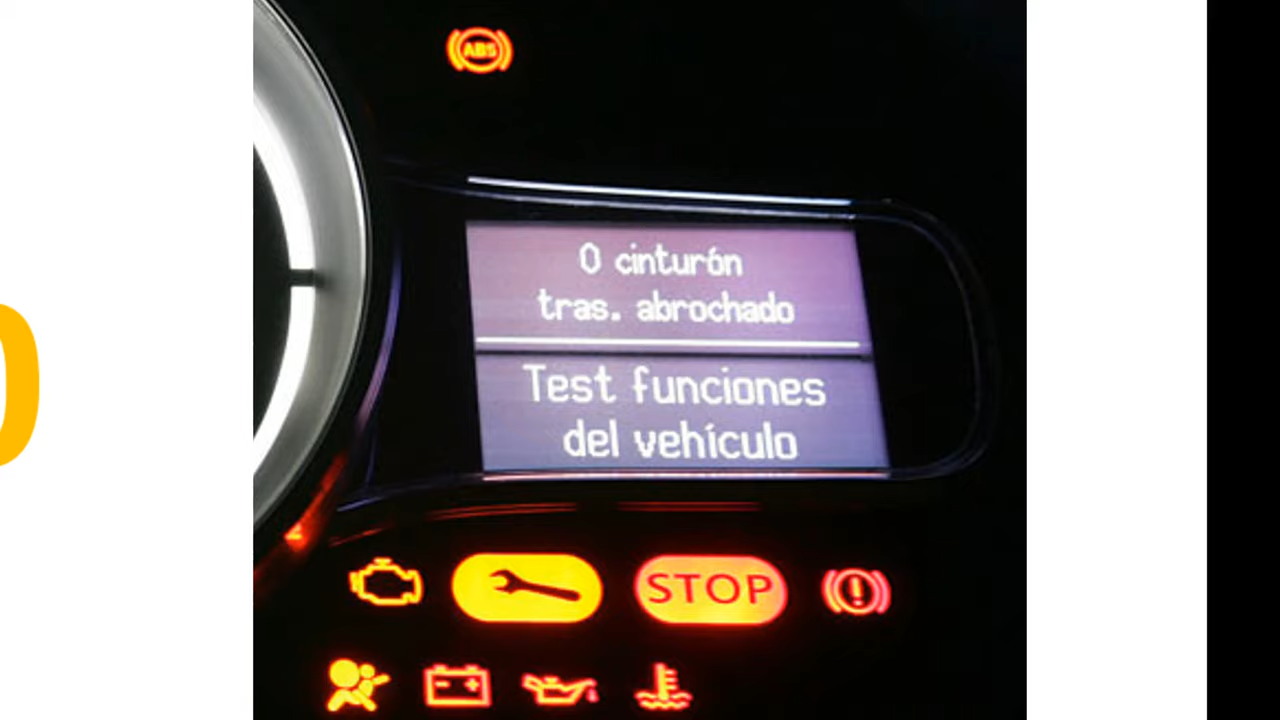 ABS
0 cinturón
tras. abrochado
Test funciones
del vehículo
STOP